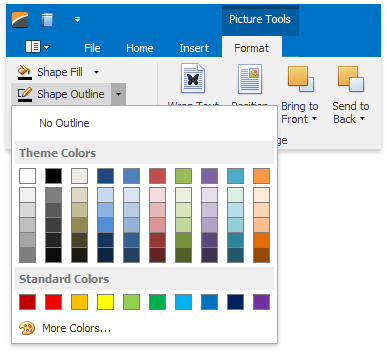 Picture Tools
File Home Insert Format
Shape Fill
Shape Outline
Wrap Text Position Bring to Front Send to Back
No Outline
Theme Colors
Standard Colors
More Colors...